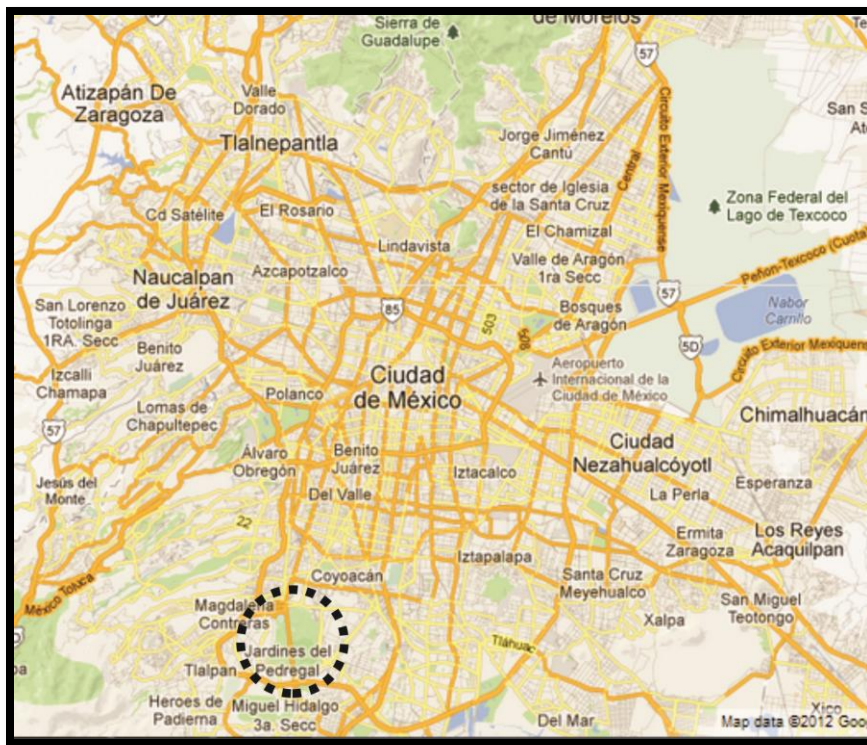 Sierra de
Guadalupe
de Morelos
57
Atizapán De
Zaragoza
Valle
Dorado
Circuito Exterior Mexiquense
San S
Tlalnepantla
Jorge Jiménez
Cantú
Central
sector de Iglesia
de la Santa Cruz
Zona Federal del
Lago de Texcoco
Cd Satélite
El Rosario
El Chamizal
Lindavista
Valle de Aragón
1ra Secc
Peñon-Texcoco (Cuota)
Azcapotzalco
Naucalpan
de Juárez
57
Nabor
Carrillo
San Lorenzo
Totolinga
1RA. Secc
85
503
608
Bosques
de Aragón
5D
Circuito Exterior Mexiquens
Benito
Juárez
Izcalli
Chamapa
Aeropuerto
Internacional de la
Ciudad de México
Ciudad
de México
Polanco
Lomas de
Chapultepec
Chimalhuacán
57
Ciudad
Nezahualcóyotl
Álvaro
Obregón
Benito
Juárez
Iztacalco
Jesús del
Monte
Esperanza
Del Valle
La Perla
22
Ermita
Zaragoza
Los Reyes
Acaquilpan
Iztapalapa
Coyoacán
Santa Cruz
Meyehualco
México Toluca
Magdalena
Contreras
San Miguel
Teotongo
Xalpa
Tláhuac
Jardines del
Pedregal
Tlalpan
Heroes de
Padierna
Miguel Hidalgo
3a. Secc
Del Mar
Xico
Map data ©2012 Goog